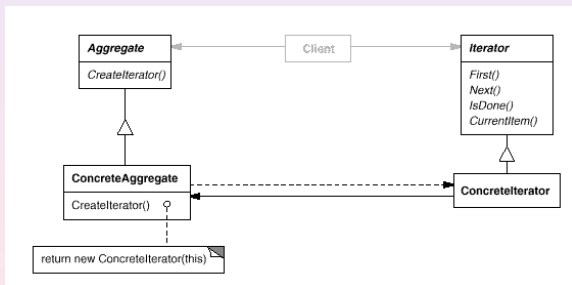 Aggregate
CreateIterator()
Client
Iterator
First()
Next()
IsDone()
CurrentItem()
ConcreteAggregate
CreateIterator()
ConcreteIterator
return new ConcreteIterator(this)